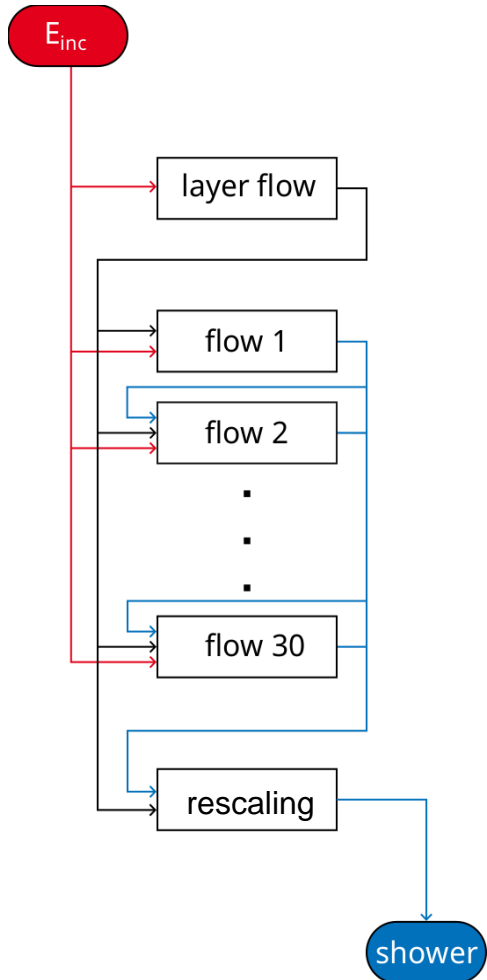 E_inc
layer flow
flow 1
flow 2
flow 30
rescaling
shower